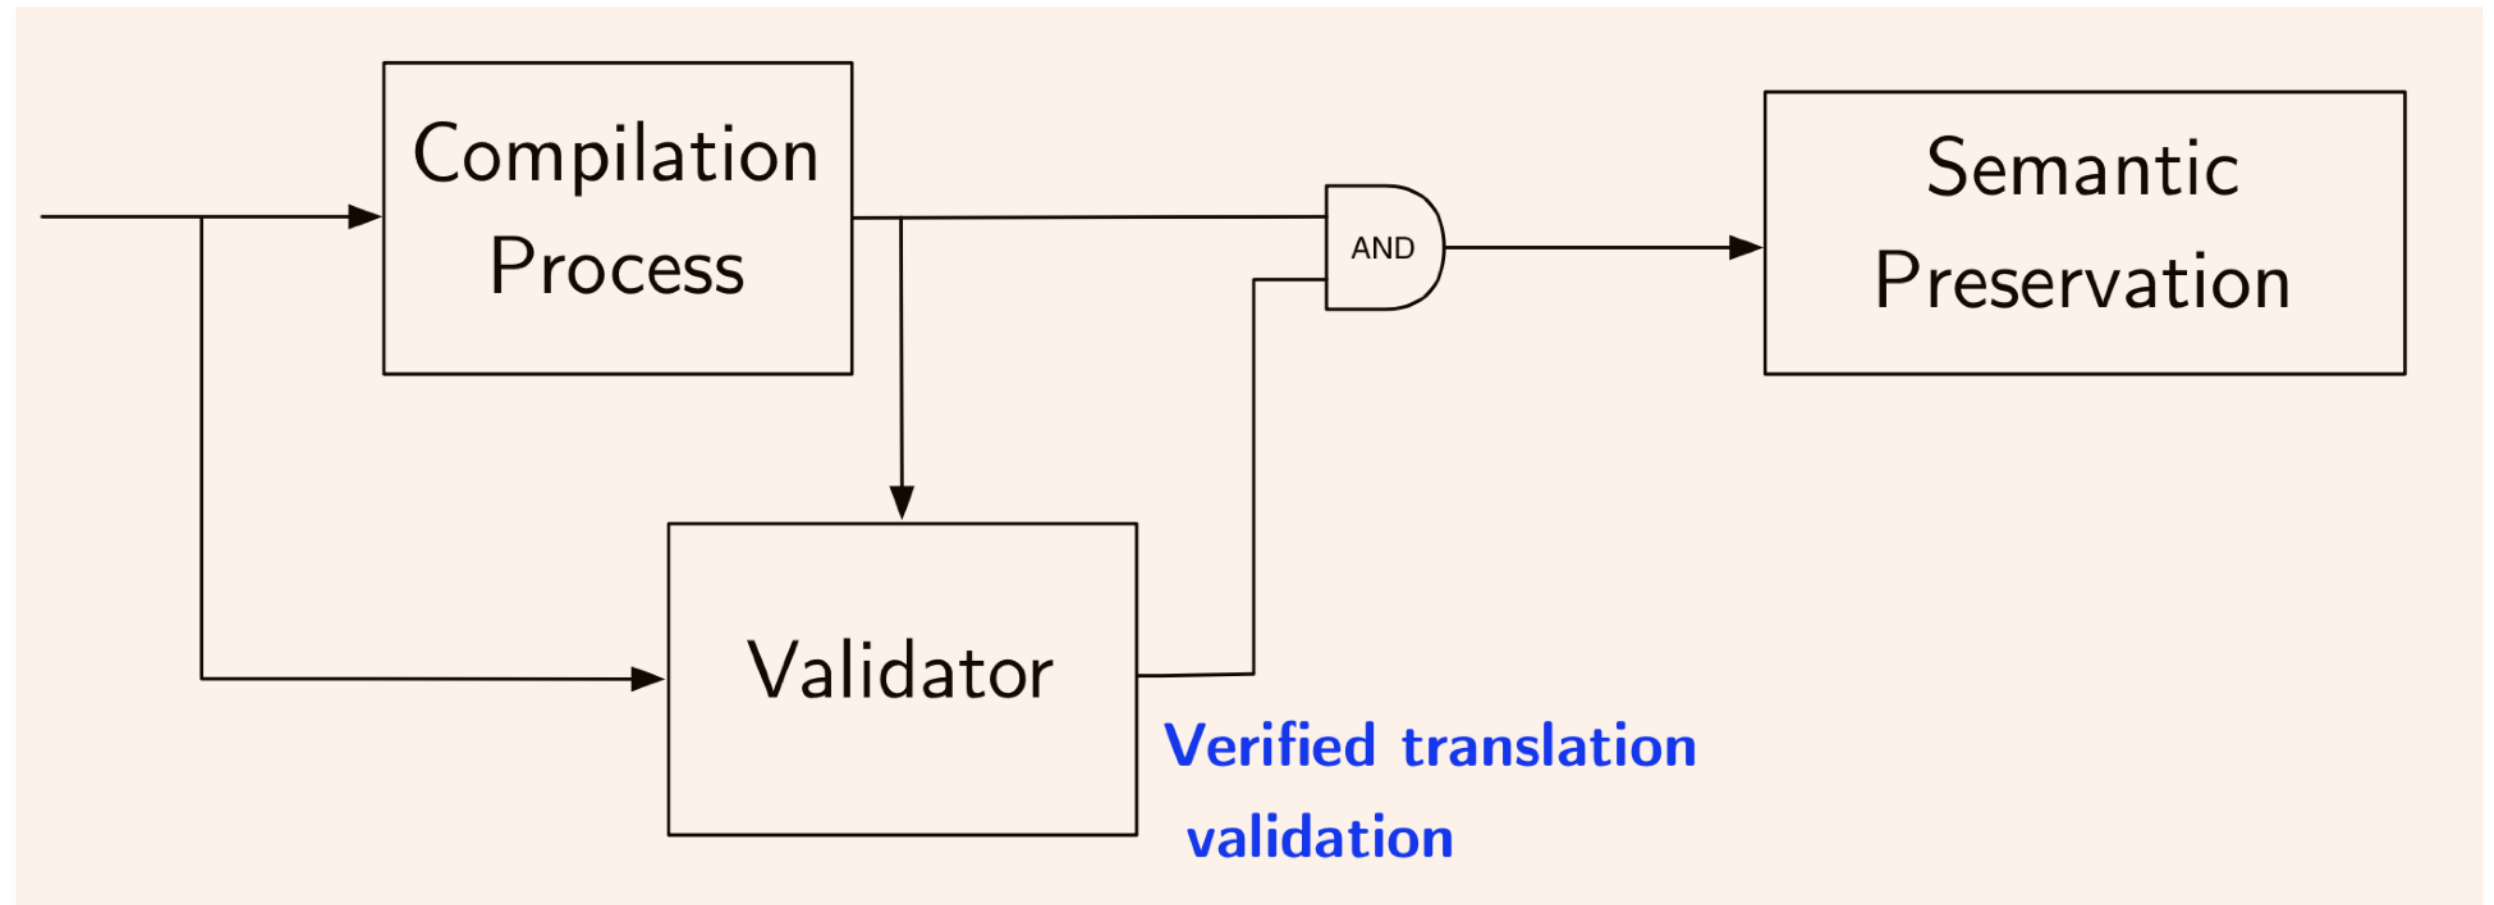 Compilation
Process
AND
Semantic
Preservation
Validator
Verified translation
validation